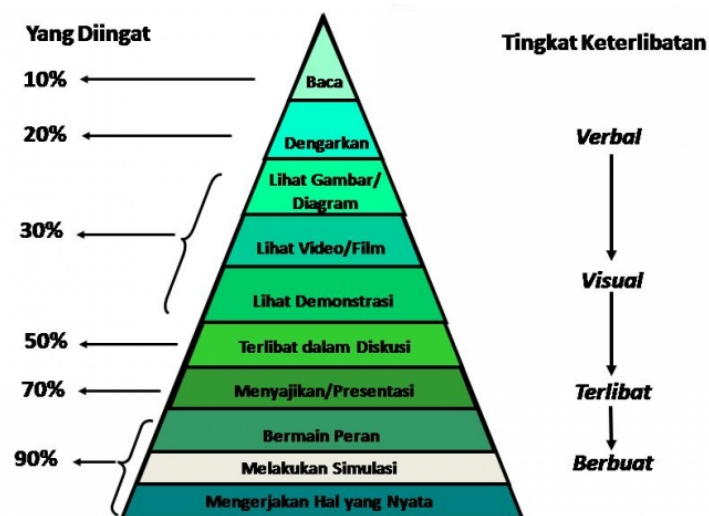 Yang Diingat
Tingkat Keterlibatan
10%
Baca
20%
Dengarkan
Verbal
30%
Lihat Gambar/
Diagram
Lihat Video/Film
Visual
Lihat Demonstrasi
50%
Terlibat dalam Diskusi
70%
Menyajikan/Presentasi
Terlibat
90%
Bermain Peran
Melakukan Simulasi
Berbuat
Mengerjakan Hal yang Nyata